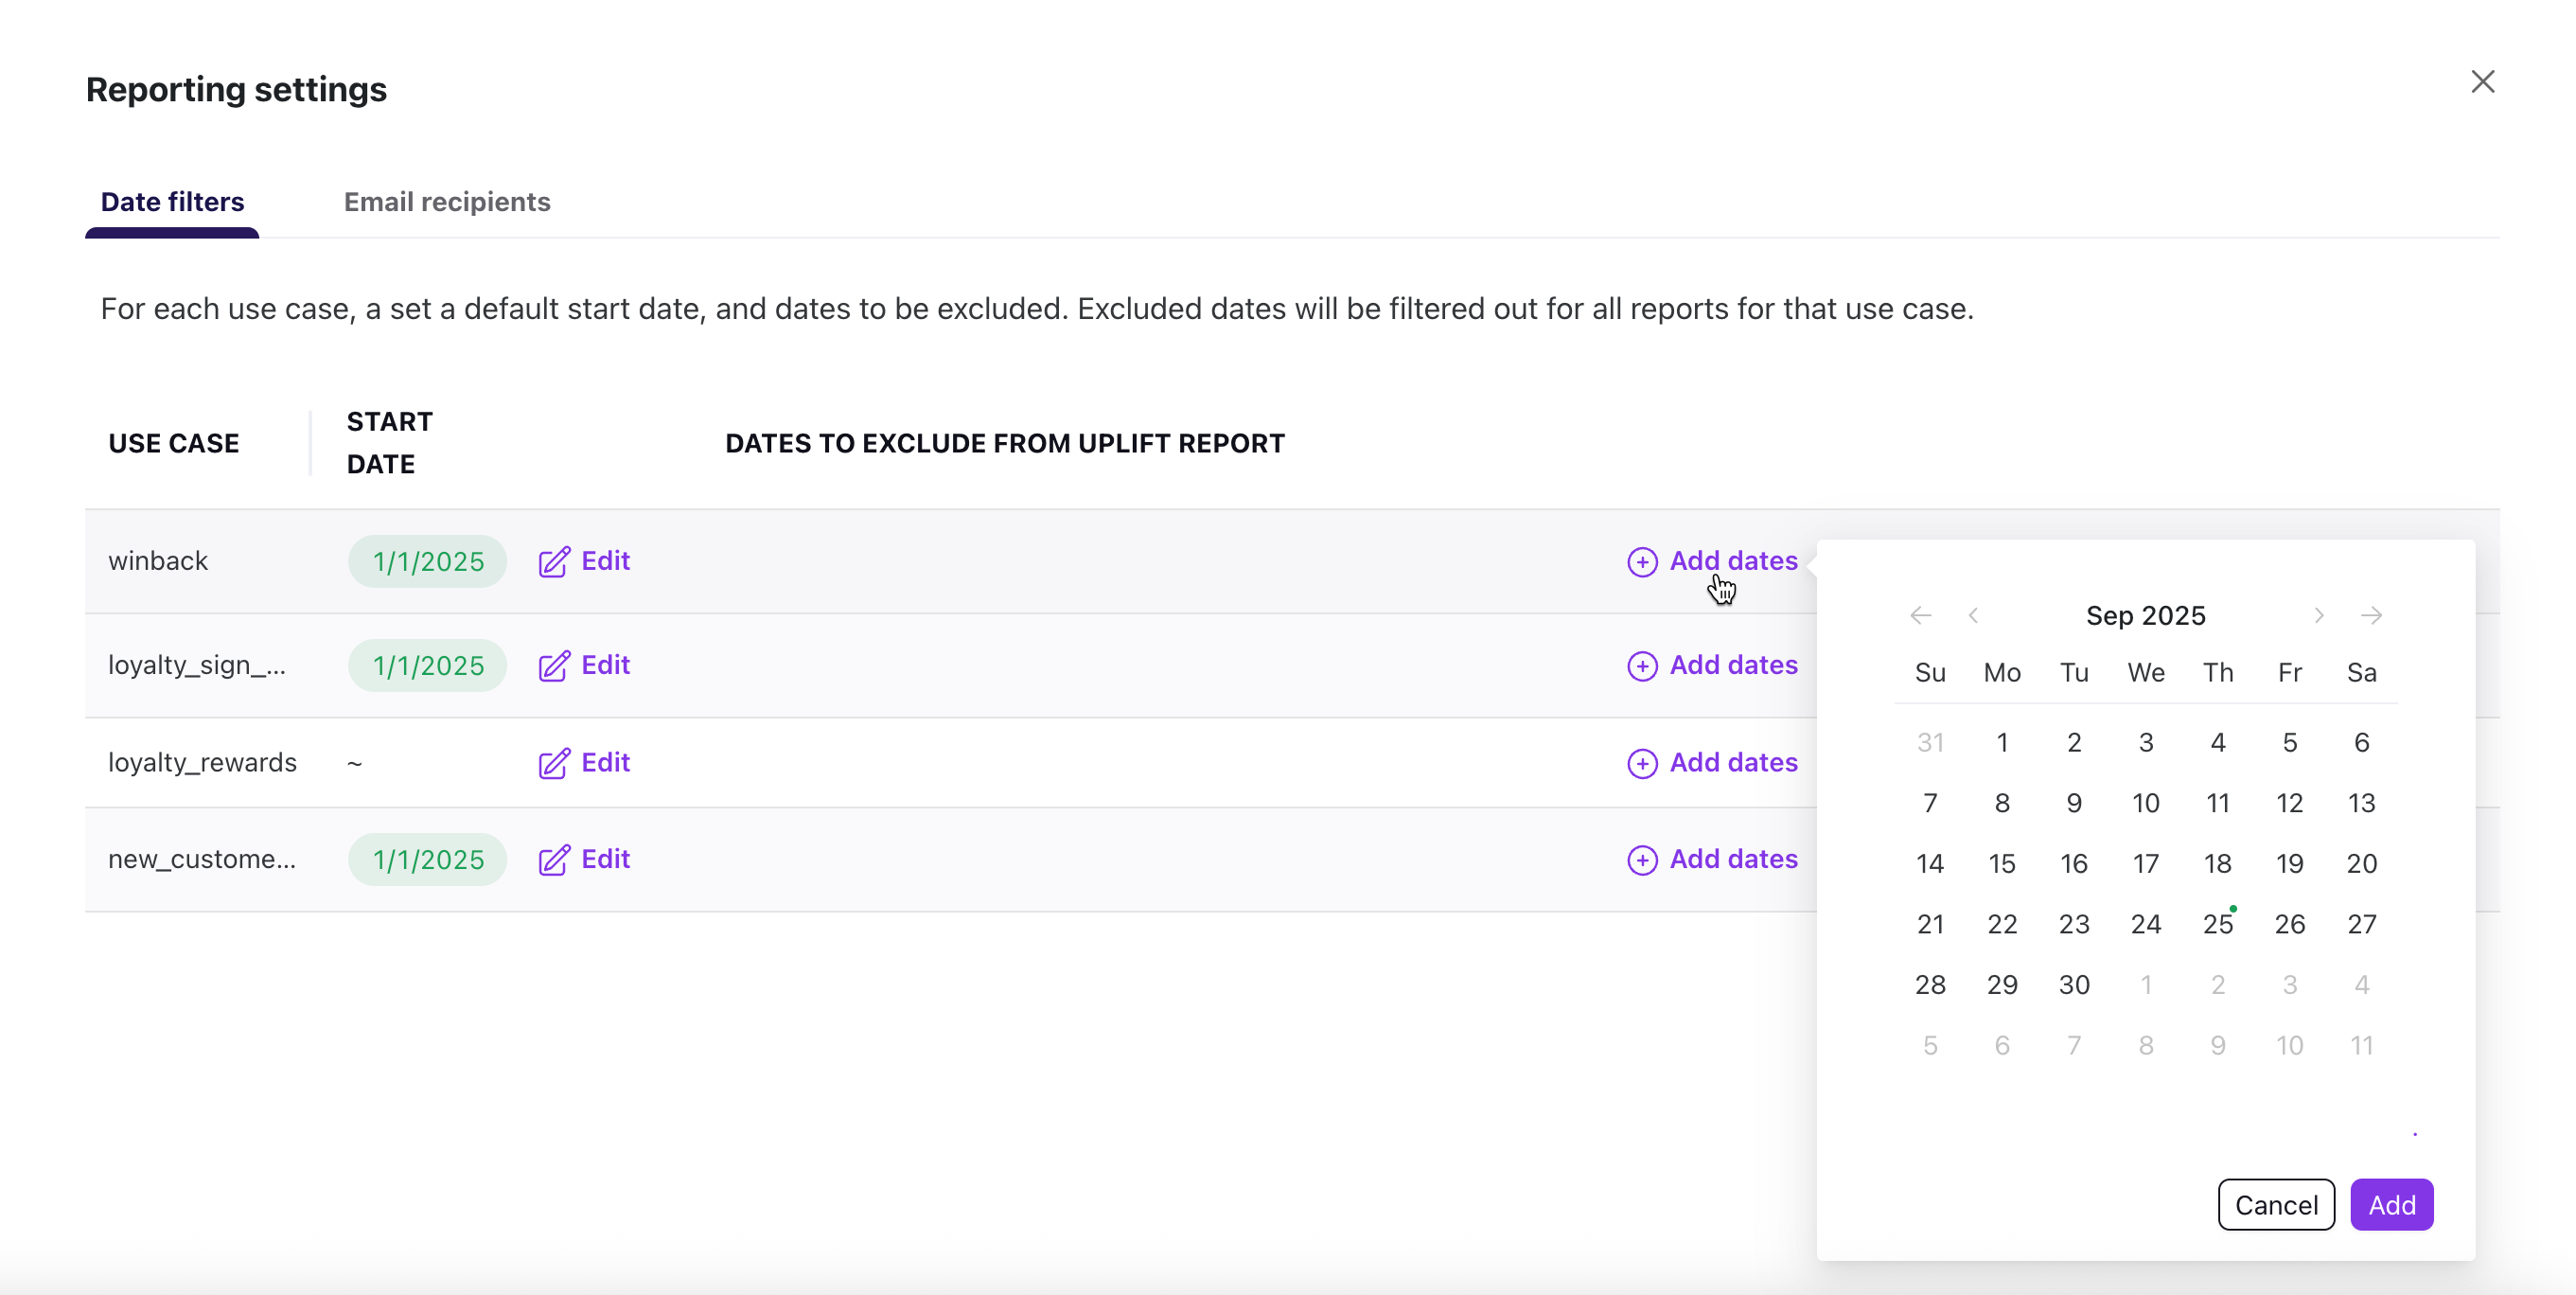 Reporting settings
Date filters Email recipients
For each use case, a set a default start date, and dates to be excluded. Excluded dates will be filtered out for all reports for that use case.
USE CASE START DATE DATES TO EXCLUDE FROM UPLIFT REPORT
winback 1/1/2025 Edit Add dates
loyalty_sign_... 1/1/2025 Edit Add dates
loyalty_rewards ~ Edit Add dates
new_custome... 1/1/2025 Edit Add dates
Sep 2025
Su Mo Tu We Th Fr Sa
31 1 2 3 4 5 6
7 8 9 10 11 12 13
14 15 16 17 18 19 20
21 22 23 24 25 26 27
28 29 30 1 2 3 4
5 6 7 8 9 10 11
Cancel Add